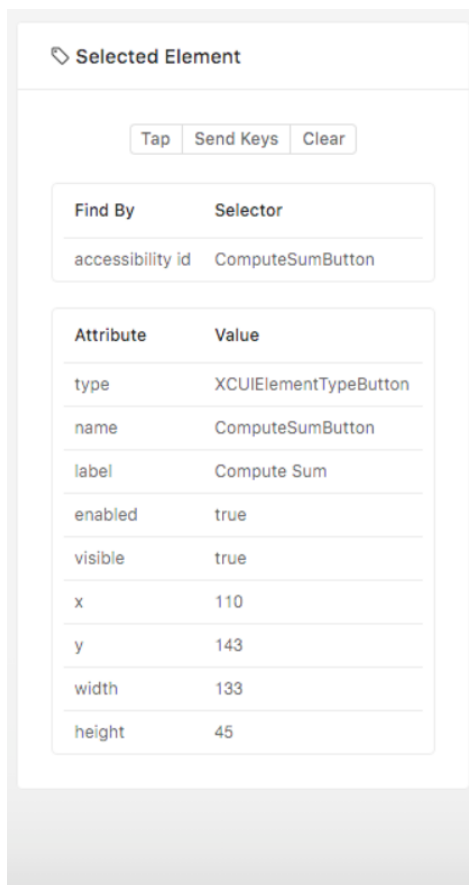 Selected Element
Tap Send Keys Clear
Find By Selector
accessibility id ComputeSumButton
Attribute Value
type XCUIElementTypeButton
name ComputeSumButton
label Compute Sum
enabled true
visible true
x 110
y 143
width 133
height 45